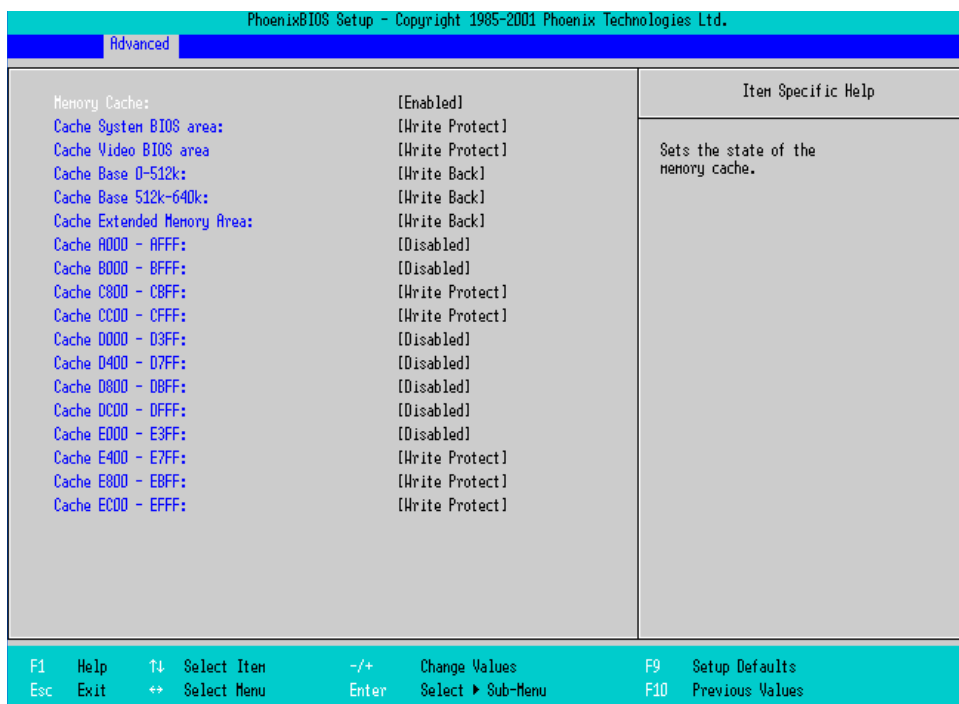 PhoenixBIOS Setup - Copyright 1985-2001 Phoenix Technologies Ltd.
Advanced
Memory Cache: [Enabled]
Cache System BIOS area: [Write Protect]
Cache Video BIOS area [Write Protect]
Cache Base 0-512k: [Write Back]
Cache Base 512k-640k: [Write Back]
Cache Extended Memory Area: [Write Back]
Cache A000 - AFFF: [Disabled]
Cache B000 - BFFF: [Disabled]
Cache C800 - CBFF: [Write Protect]
Cache CC00 - CFFF: [Write Protect]
Cache D000 - D3FF: [Disabled]
Cache D400 - D7FF: [Disabled]
Cache D800 - DBFF: [Disabled]
Cache DC00 - DFFF: [Disabled]
Cache E000 - E3FF: [Disabled]
Cache E400 - E7FF: [Write Protect]
Cache E800 - EBFF: [Write Protect]
Cache EC00 - EFFF: [Write Protect]
Item Specific Help
Sets the state of the
memory cache.
F1 Help ↑↓ Select Item -/+ Change Values F9 Setup Defaults
Esc Exit ↔ Select Menu Enter Select ▶ Sub-Menu F10 Previous Values